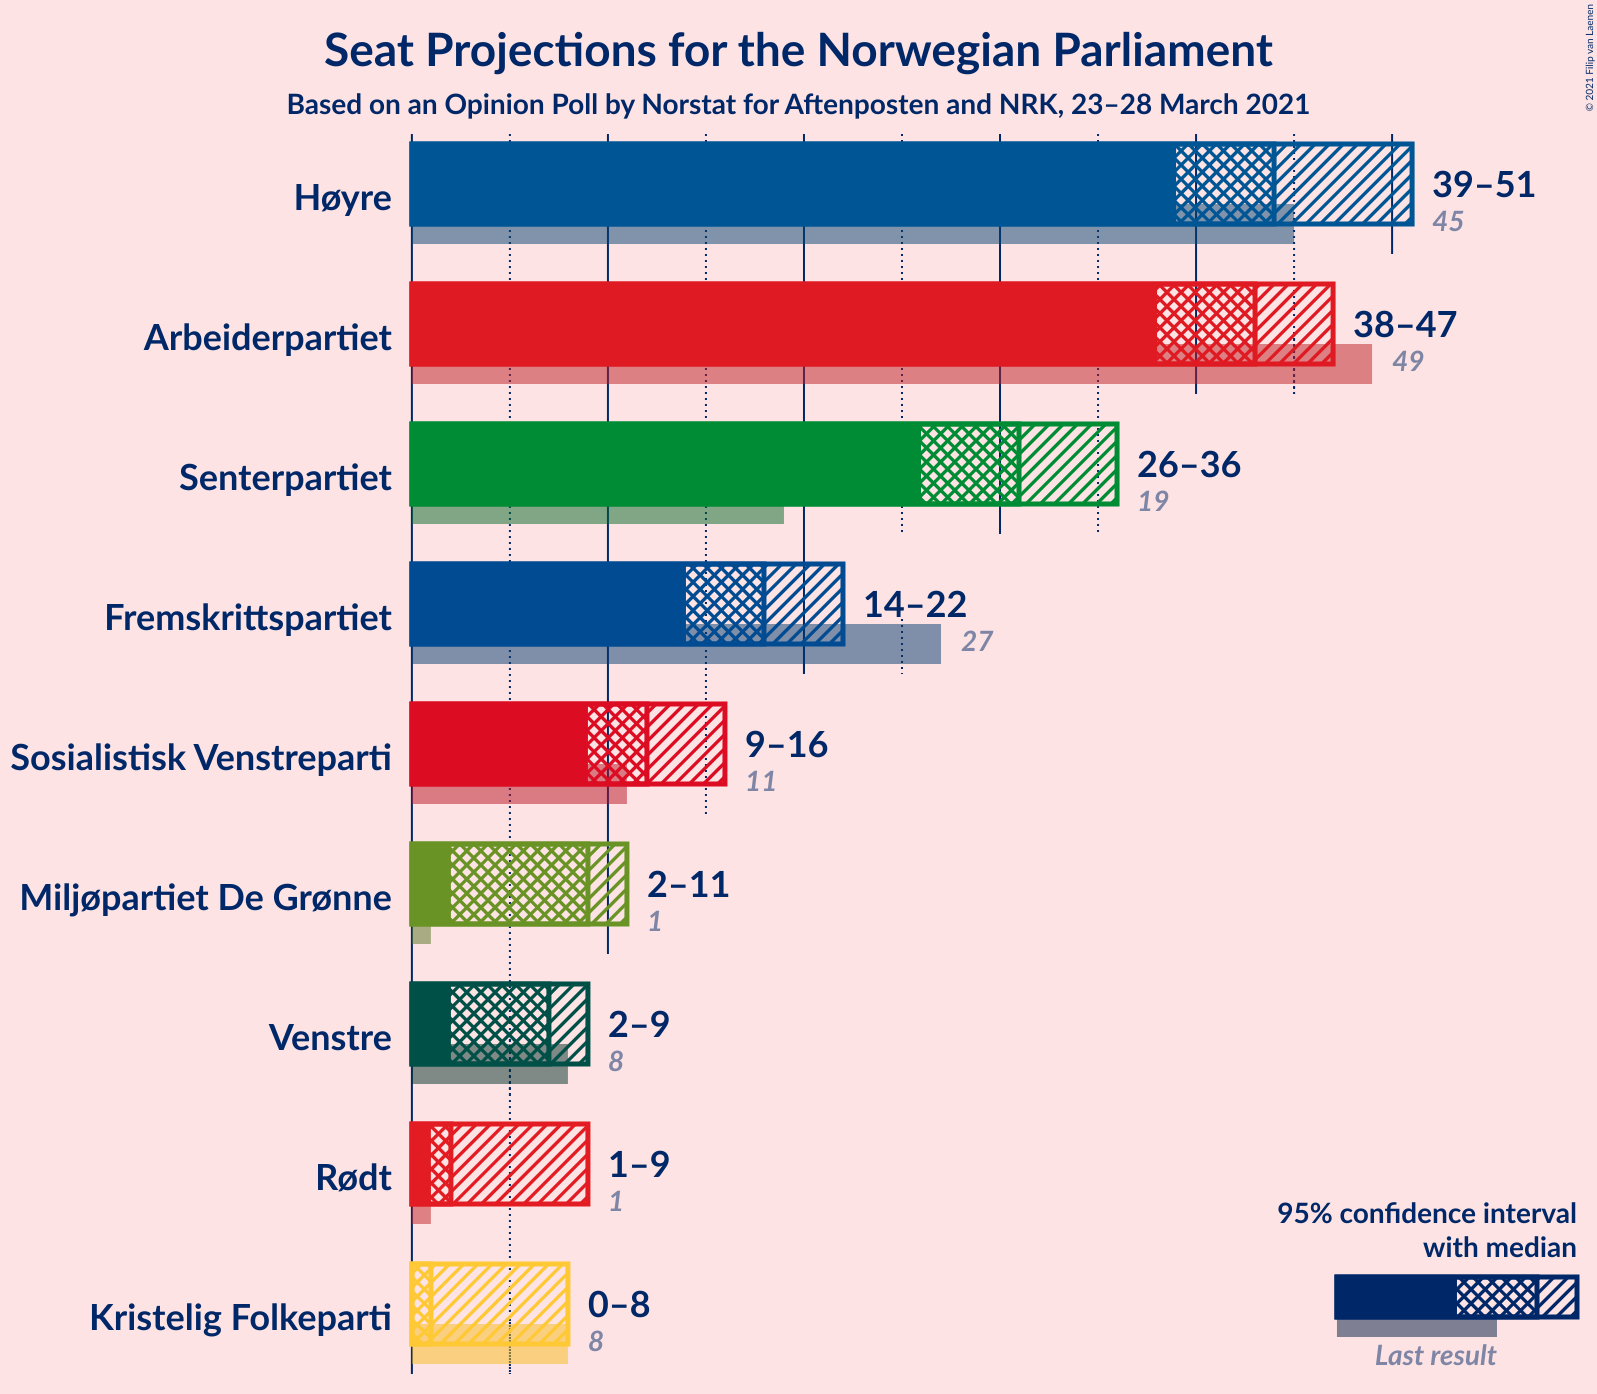 Seat Projections for the Norwegian Parliament
Based on an Opinion Poll by Norstat for Aftenposten and NRK, 23–28 March 2021
© 2021 Filip van Laenen
Høyre
39–51
45
Arbeiderpartiet
38–47
49
Senterpartiet
26–36
19
Fremskrittspartiet
14–22
27
Sosialistisk Venstreparti
9–16
11
Miljøpartiet De Grønne
2–11
1
Venstre
2–9
8
Rødt
1–9
1
Kristelig Folkeparti
0–8
8
95% confidence interval
with median
Last result